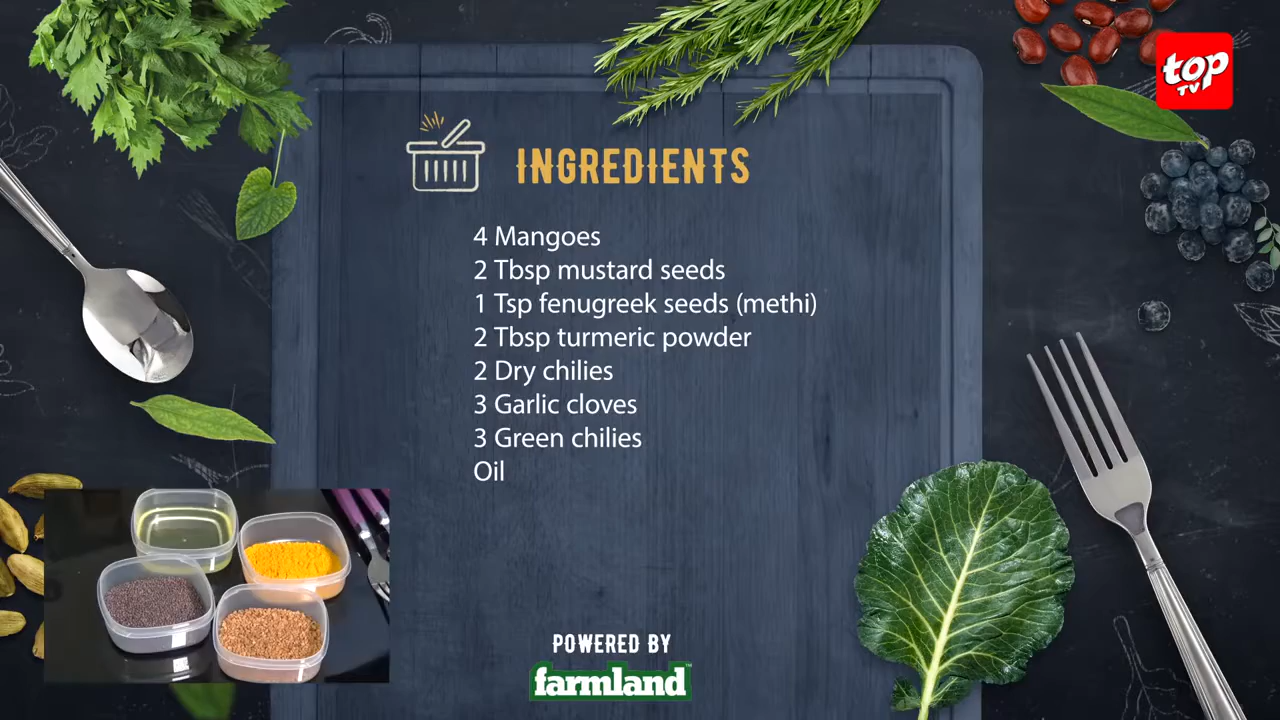 top
TV
INGREDIENTS
4 Mangoes
2 Tbsp mustard seeds
1 Tsp fenugreek seeds (methi)
2 Tbsp turmeric powder
2 Dry chilies
3 Garlic cloves
3 Green chilies
Oil
POWERED BY
farmland